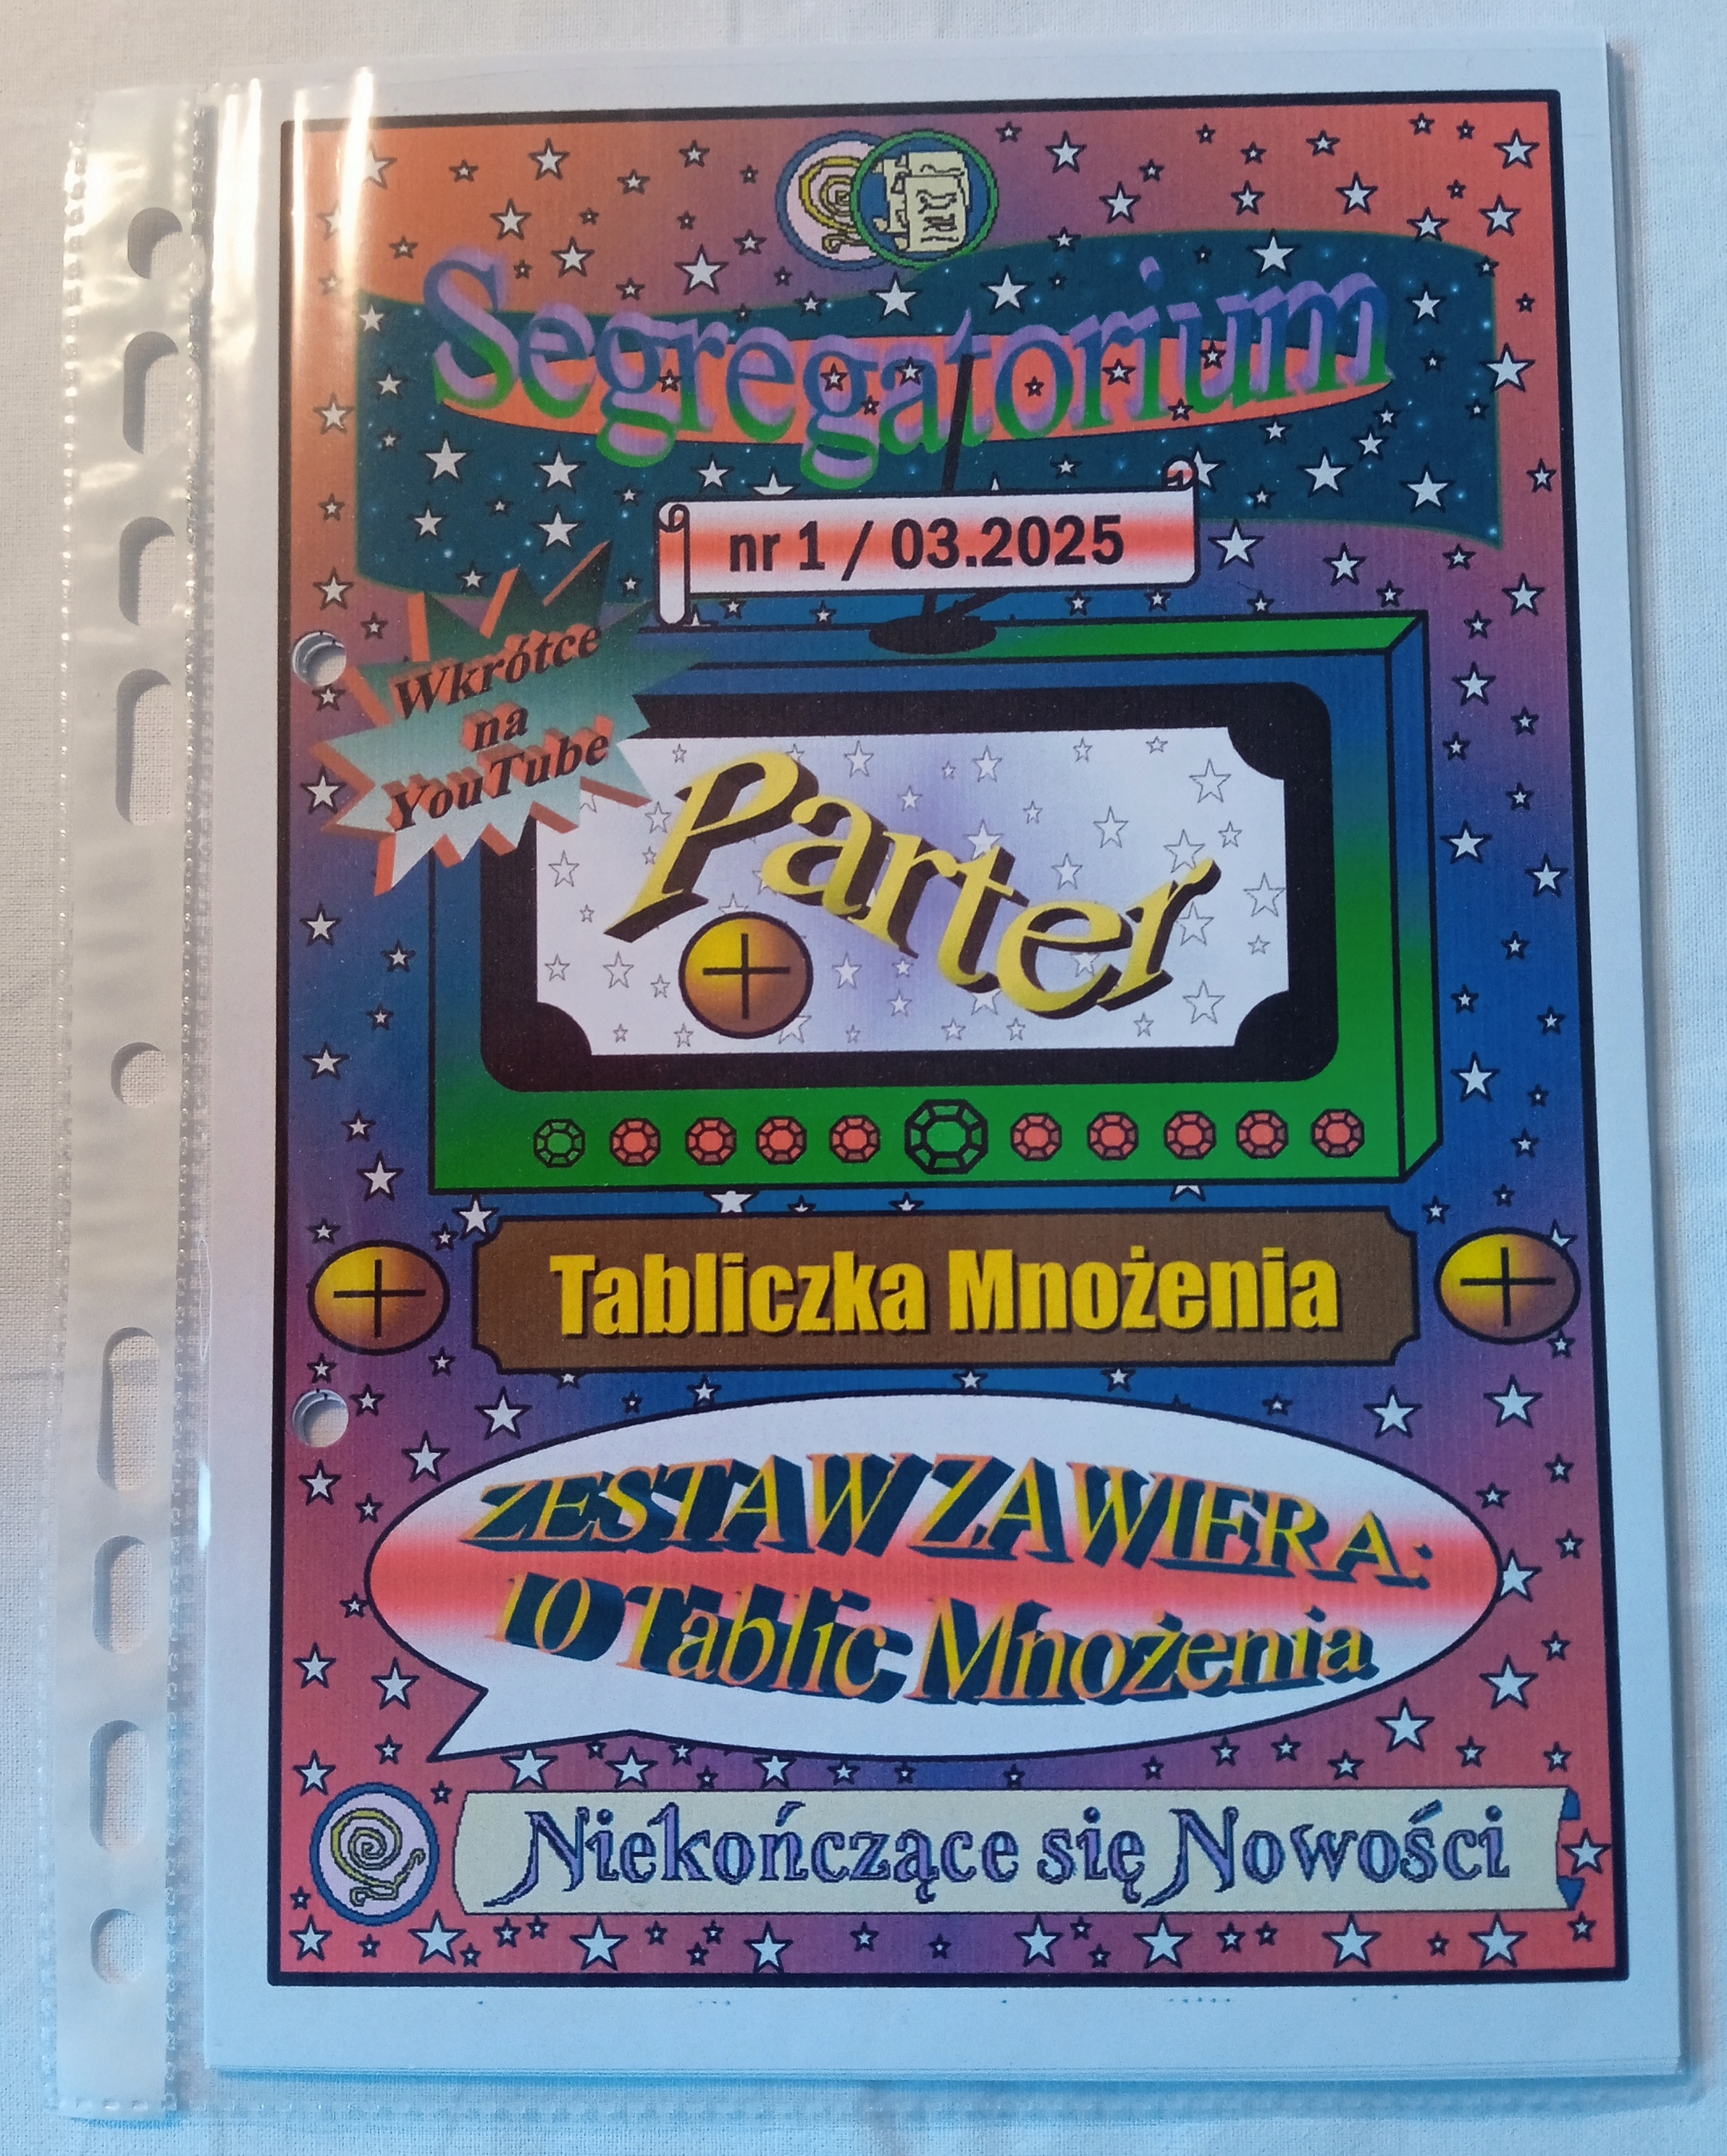 Segregatorium
nr 1 / 03.2025
Wkrótce
na
YouTube
Parter
Tabliczka Mnożenia
ZESTAW ZAWIERA:
10 Tablic Mnożenia
Niekończące się Nowości